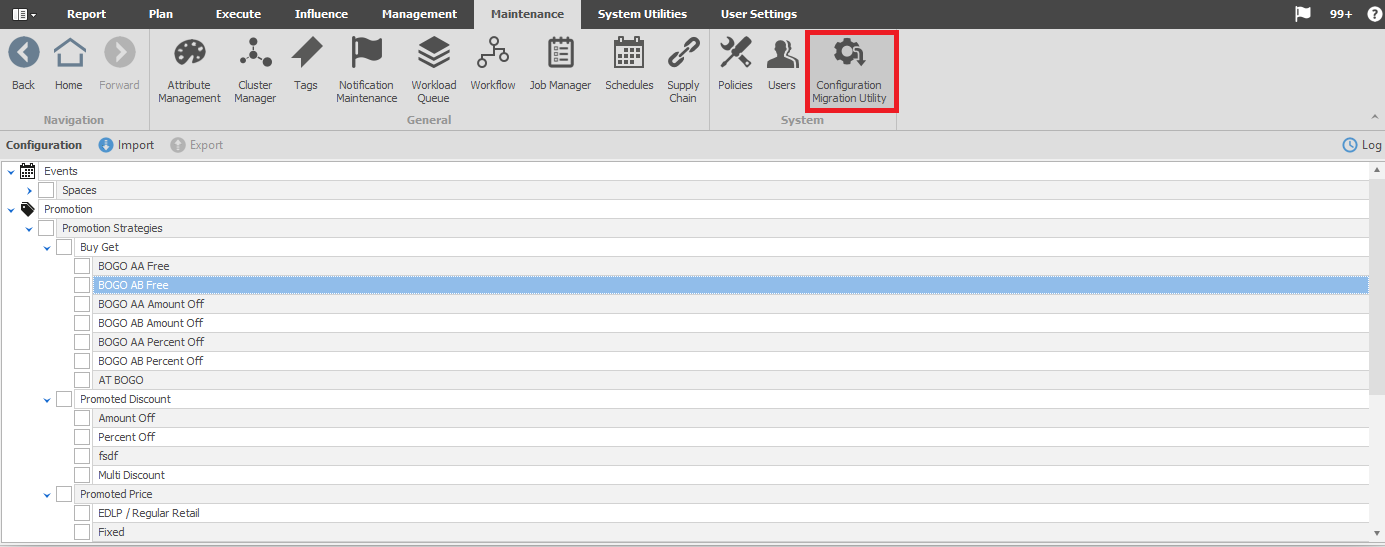 Report Plan Execute Influence Management Maintenance System Utilities User Settings 99+ ?
Back Home Forward Attribute Management Cluster Manager Tags Notification Maintenance Workload Queue Workflow Job Manager Schedules Supply Chain Policies Users Configuration Migration Utility
Navigation General System
Configuration Import Export Log
Events
Spaces
Promotion
Promotion Strategies
Buy Get
BOGO AA Free
BOGO AB Free
BOGO AA Amount Off
BOGO AB Amount Off
BOGO AA Percent Off
BOGO AB Percent Off
AT BOGO
Promoted Discount
Amount Off
Percent Off
fsdf
Multi Discount
Promoted Price
EDLP / Regular Retail
Fixed